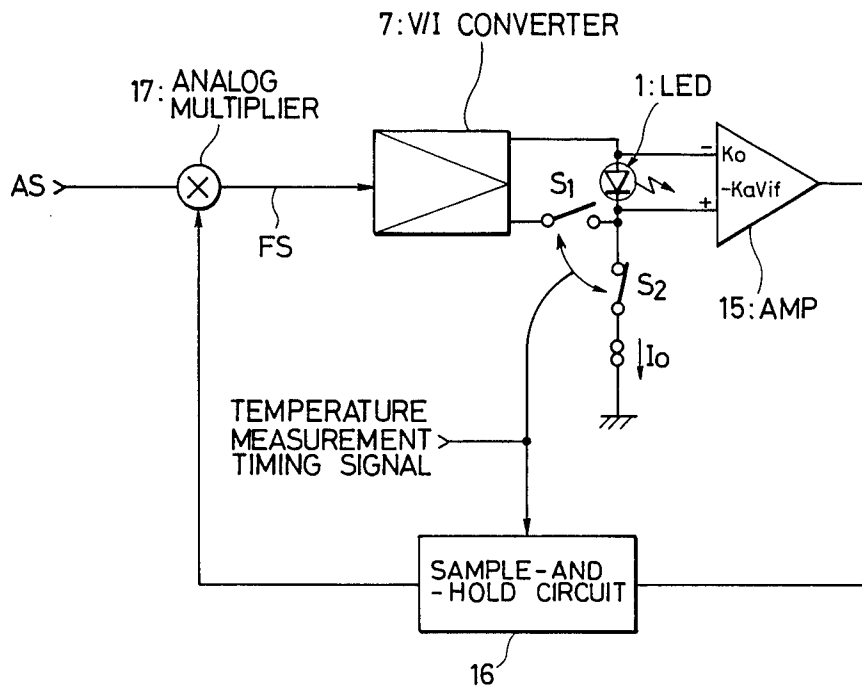 7: V/I CONVERTER
17: ANALOG
MULTIPLIER
1: LED
AS
FS
S1
Ko
-KaVif
S2
15: AMP
Io
TEMPERATURE
MEASUREMENT
TIMING SIGNAL
SAMPLE-AND
-HOLD CIRCUIT
16